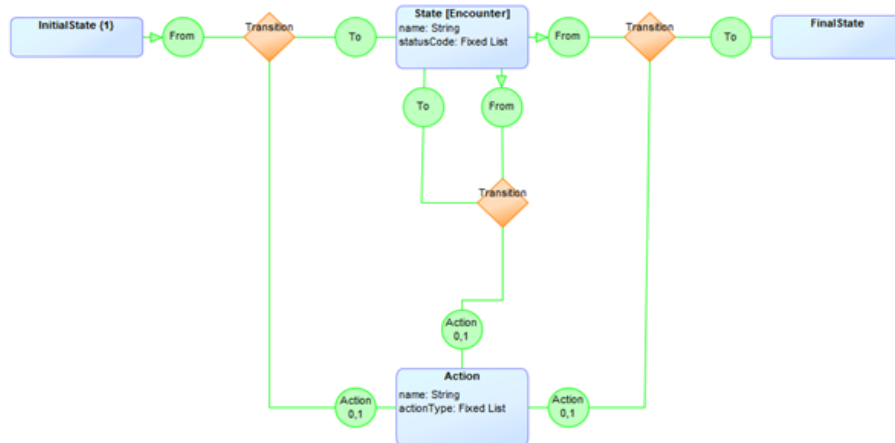 InitialState {1}
From
Transition
To
State [Encounter]
name: String
statusCode: Fixed List
From
Transition
To
FinalState
To
From
Transition
Action
0,1
Action
0,1
Action
name: String
actionType: Fixed List
Action
0,1